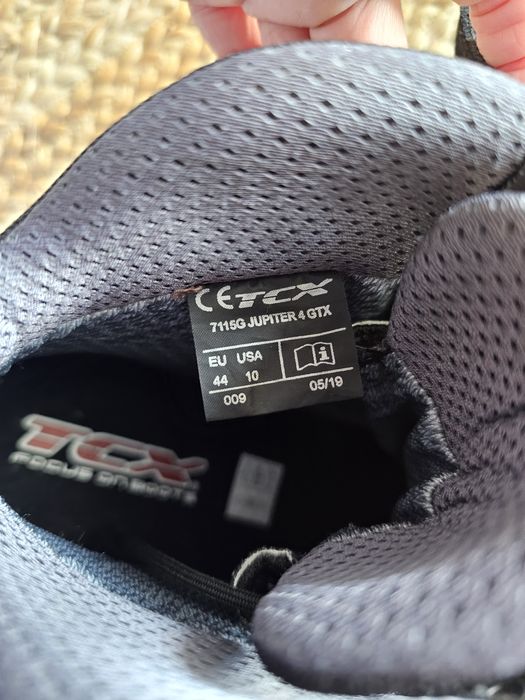 CE TCX
7115G JUPITER 4 GTX
EU USA
44 10
009 05/19
TCX
FOCUS ON BOOTS